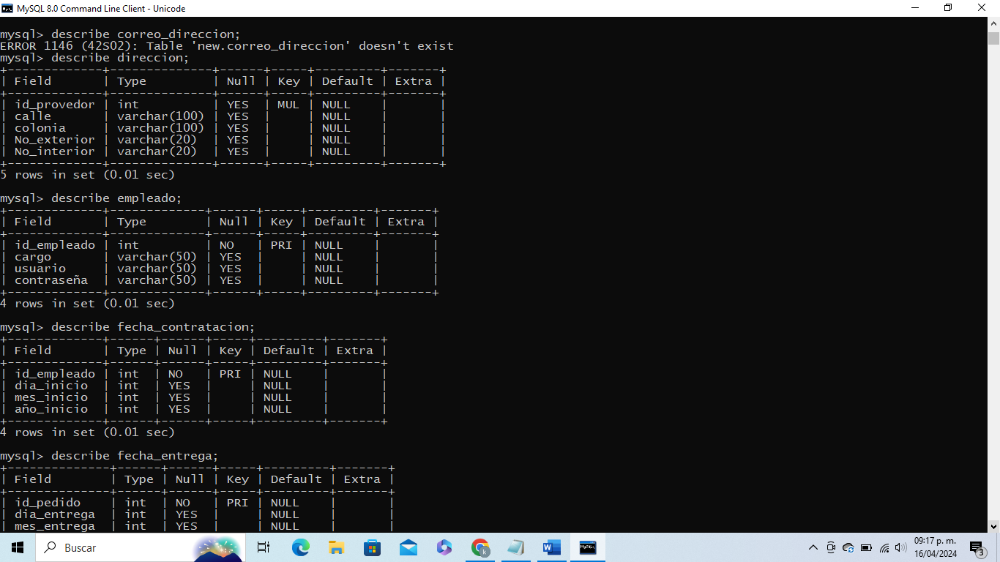 MySQL 8.0 Command Line Client - Unicode
mysql> describe correo_direccion;
ERROR 1146 (42S02): Table 'new.correo_direccion' doesn't exist
mysql> describe direccion;
+-------------+--------------+------+-----+---------+-------+
| Field       | Type         | Null | Key | Default | Extra |
+-------------+--------------+------+-----+---------+-------+
| id_provedor | int          | YES  | MUL | NULL    |       |
| calle       | varchar(100) | YES  |     | NULL    |       |
| colonia     | varchar(100) | YES  |     | NULL    |       |
| No_exterior | varchar(20)  | YES  |     | NULL    |       |
| No_interior | varchar(20)  | YES  |     | NULL    |       |
+-------------+--------------+------+-----+---------+-------+
5 rows in set (0.01 sec)
mysql> describe empleado;
+-------------+-------------+------+-----+---------+-------+
| Field       | Type        | Null | Key | Default | Extra |
+-------------+-------------+------+-----+---------+-------+
| id_empleado | int         | NO   | PRI | NULL    |       |
| cargo       | varchar(50) | YES  |     | NULL    |       |
| usuario     | varchar(50) | YES  |     | NULL    |       |
| contraseña  | varchar(50) | YES  |     | NULL    |       |
+-------------+-------------+------+-----+---------+-------+
4 rows in set (0.01 sec)
mysql> describe fecha_contratacion;
+-------------+------+------+-----+---------+-------+
| Field       | Type | Null | Key | Default | Extra |
+-------------+------+------+-----+---------+-------+
| id_empleado | int  | NO   | PRI | NULL    |       |
| dia_inicio  | int  | YES  |     | NULL    |       |
| mes_inicio  | int  | YES  |     | NULL    |       |
| año_inicio  | int  | YES  |     | NULL    |       |
+-------------+------+------+-----+---------+-------+
4 rows in set (0.01 sec)
mysql> describe fecha_entrega;
+--------------+------+------+-----+---------+-------+
| Field        | Type | Null | Key | Default | Extra |
+--------------+------+------+-----+---------+-------+
| id_pedido    | int  | NO   | PRI | NULL    |       |
| dia_entrega  | int  | YES  |     | NULL    |       |
| mes_entrega  | int  | YES  |     | NULL    |       |
Buscar
09:17 p. m.
16/04/2024
3